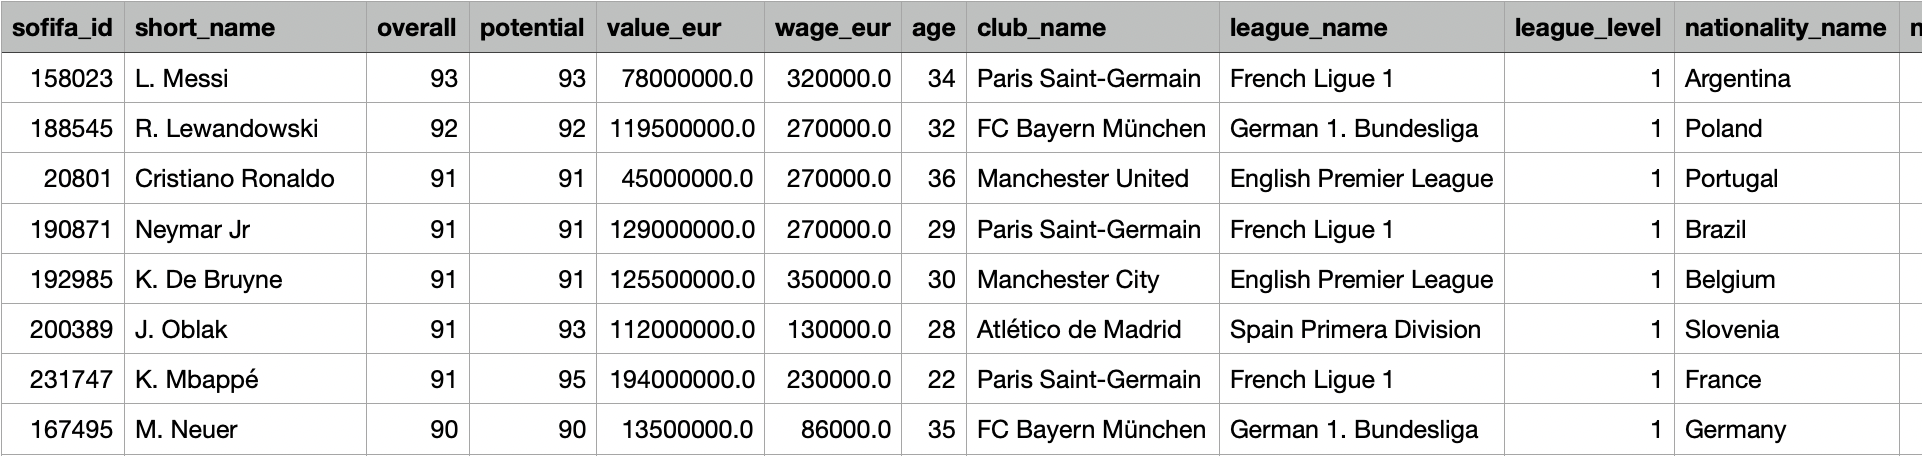 sofifa_id short_name overall potential value_eur wage_eur age club_name league_name league_level nationality_name
158023 L. Messi 93 93 78000000.0 320000.0 34 Paris Saint-Germain French Ligue 1 1 Argentina
188545 R. Lewandowski 92 92 119500000.0 270000.0 32 FC Bayern München German 1. Bundesliga 1 Poland
20801 Cristiano Ronaldo 91 91 45000000.0 270000.0 36 Manchester United English Premier League 1 Portugal
190871 Neymar Jr 91 91 129000000.0 270000.0 29 Paris Saint-Germain French Ligue 1 1 Brazil
192985 K. De Bruyne 91 91 125500000.0 350000.0 30 Manchester City English Premier League 1 Belgium
200389 J. Oblak 91 93 112000000.0 130000.0 28 Atlético de Madrid Spain Primera Division 1 Slovenia
231747 K. Mbappé 91 95 194000000.0 230000.0 22 Paris Saint-Germain French Ligue 1 1 France
167495 M. Neuer 90 90 13500000.0 86000.0 35 FC Bayern München German 1. Bundesliga 1 Germany